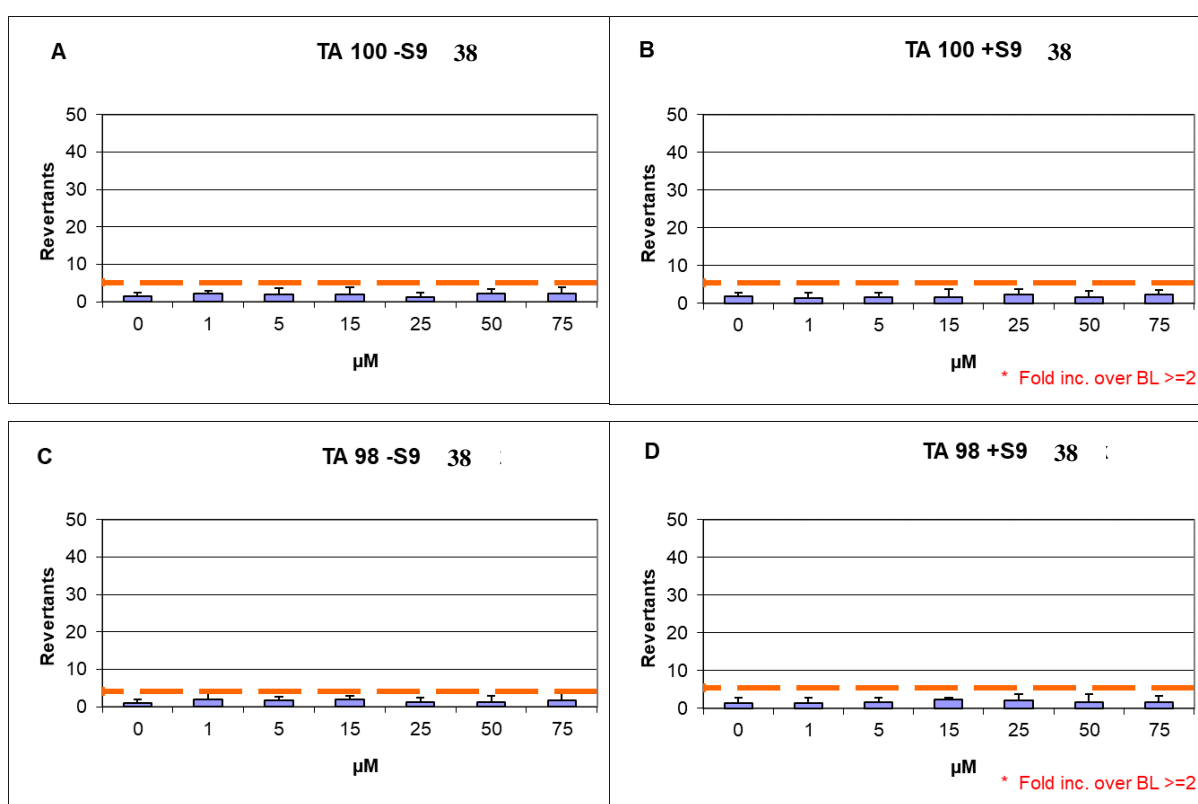 A
TA 100 -S9 38
Revertants
50
40
30
20
10
0
0 1 5 15 25 50 75
µM
B
TA 100 +S9 38
Revertants
50
40
30
20
10
0
0 1 5 15 25 50 75
µM
* Fold inc. over BL >=2
C
TA 98 -S9 38
Revertants
50
40
30
20
10
0
0 1 5 15 25 50 75
µM
D
TA 98 +S9 38
Revertants
50
40
30
20
10
0
0 1 5 15 25 50 75
µM
* Fold inc. over BL >=2